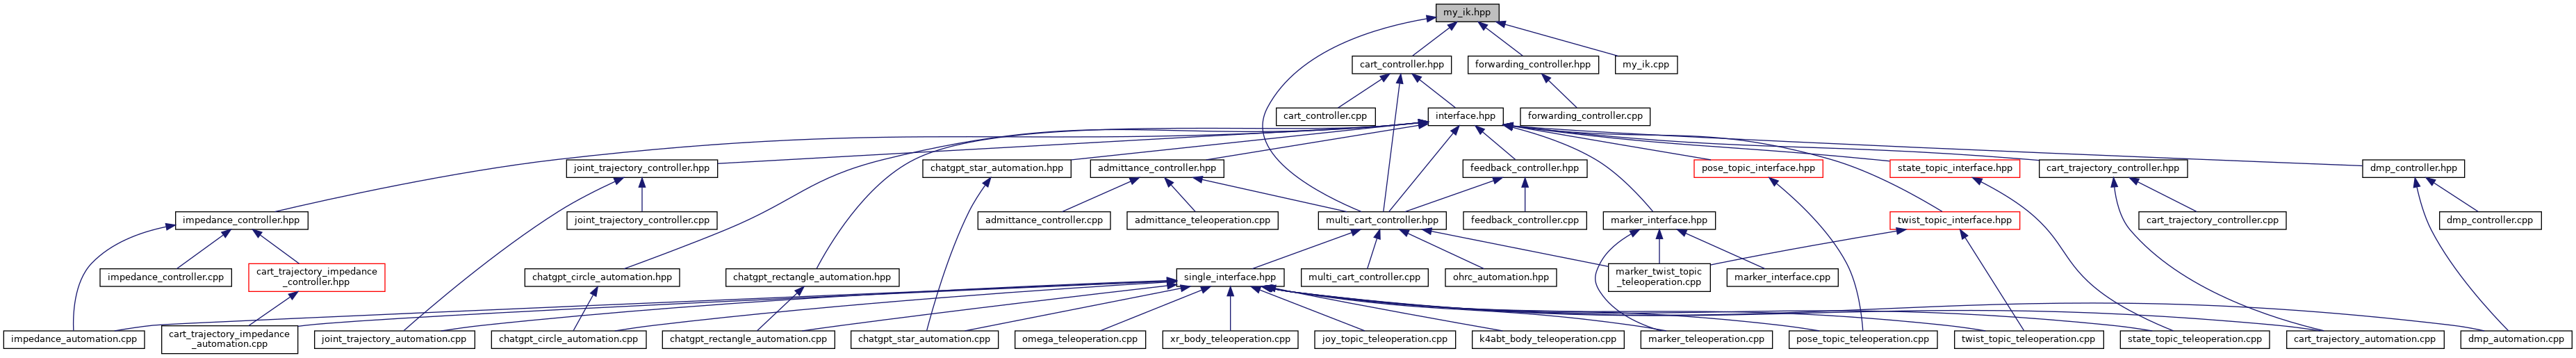 my_ik.hpp
cart_controller.hpp
forwarding_controller.hpp
my_ik.cpp
cart_controller.cpp
interface.hpp
forwarding_controller.cpp
joint_trajectory_controller.hpp
chatgpt_star_automation.hpp
admittance_controller.hpp
feedback_controller.hpp
pose_topic_interface.hpp
state_topic_interface.hpp
cart_trajectory_controller.hpp
dmp_controller.hpp
impedance_controller.hpp
joint_trajectory_controller.cpp
admittance_controller.cpp
admittance_teleoperation.cpp
multi_cart_controller.hpp
feedback_controller.cpp
marker_interface.hpp
twist_topic_interface.hpp
cart_trajectory_controller.cpp
dmp_controller.cpp
impedance_controller.cpp
cart_trajectory_impedance
_controller.hpp
chatgpt_circle_automation.hpp
chatgpt_rectangle_automation.hpp
single_interface.hpp
multi_cart_controller.cpp
ohrc_automation.hpp
marker_twist_topic
_teleoperation.cpp
marker_interface.cpp
impedance_automation.cpp
cart_trajectory_impedance
_automation.cpp
joint_trajectory_automation.cpp
chatgpt_circle_automation.cpp
chatgpt_rectangle_automation.cpp
chatgpt_star_automation.cpp
omega_teleoperation.cpp
xr_body_teleoperation.cpp
joy_topic_teleoperation.cpp
k4abt_body_teleoperation.cpp
marker_teleoperation.cpp
pose_topic_teleoperation.cpp
twist_topic_teleoperation.cpp
state_topic_teleoperation.cpp
cart_trajectory_automation.cpp
dmp_automation.cpp